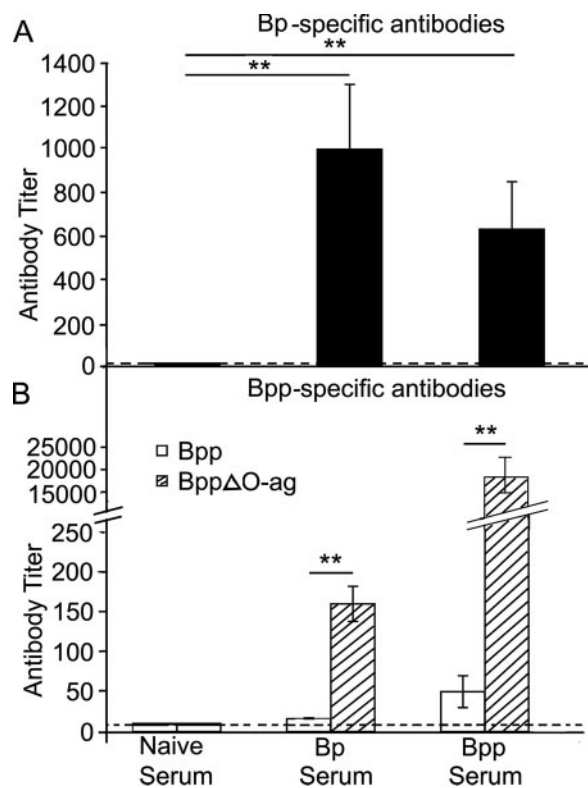 A
Bp-specific antibodies
**
**
1400
1200
1000
800
600
400
200
0
Antibody Titer
Bpp-specific antibodies
B
25000
20000
15000
250
200
150
100
50
0
Antibody Titer
Bpp
Bpp△O-ag
**
**
Naive Serum
Bp Serum
Bpp Serum